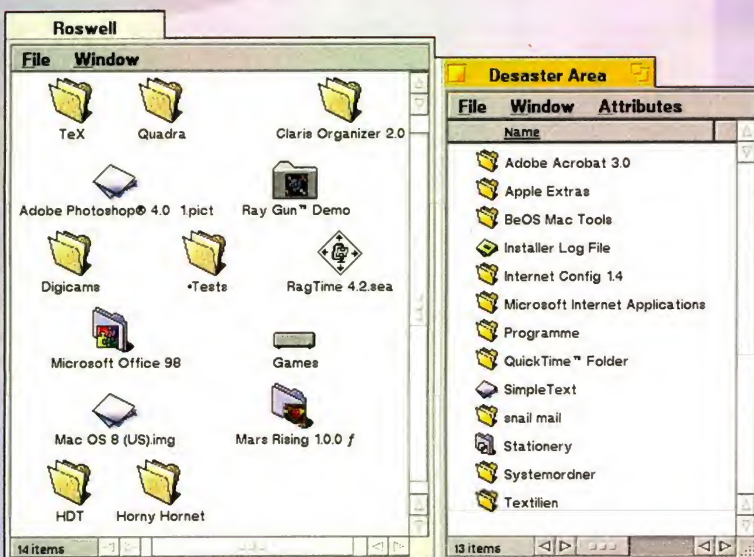 Roswell
File Window
TeX Quadra Claris Organizer 2.0
Adobe Photoshop® 4.0 1.pict Ray Gun™ Demo
Digicams •Tests RagTime 4.2.sea
Microsoft Office 98 Games
Mac OS 8 (US).img Mars Rising 1.0.0 ƒ
HDT Horny Hornet
14 items
Desaster Area
File Window Attributes
Name
Adobe Acrobat 3.0
Apple Extras
BeOS Mac Tools
Installer Log File
Internet Config 1.4
Microsoft Internet Applications
Programme
QuickTime™ Folder
SimpleText
snail mail
Stationery
Systemordner
Textilien
13 items